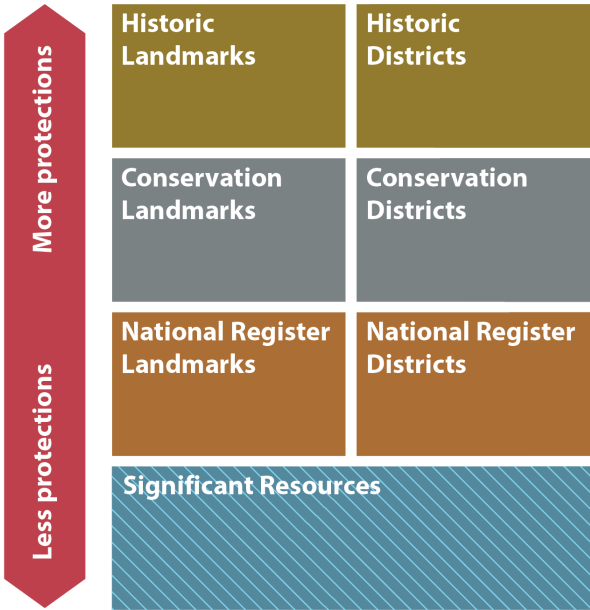 More protections
Less protections
Historic
Landmarks
Historic
Districts
Conservation
Landmarks
Conservation
Districts
National Register
Landmarks
National Register
Districts
Significant Resources